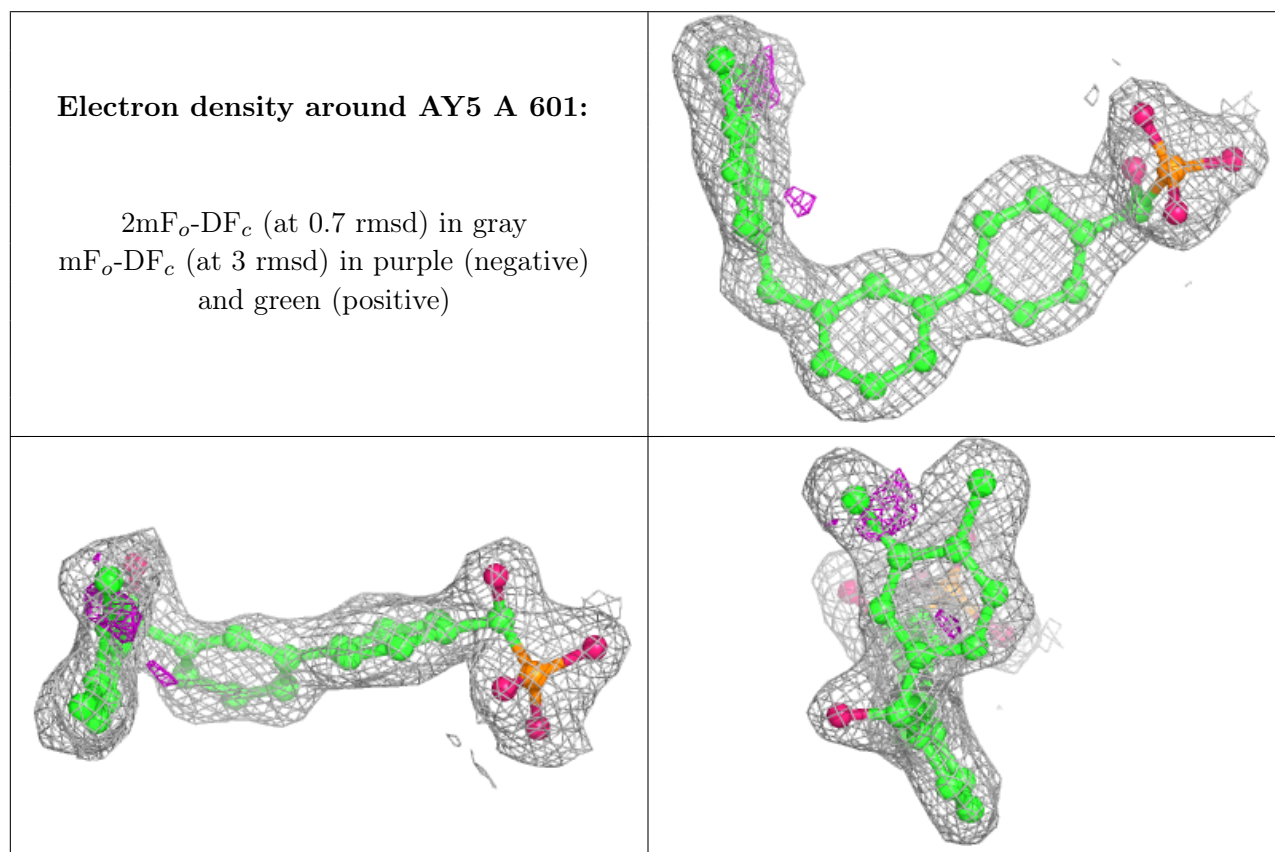 Electron density around AY5 A 601:
2mFo-DFc (at 0.7 rmsd) in gray
mFo-DFc (at 3 rmsd) in purple (negative)
and green (positive)